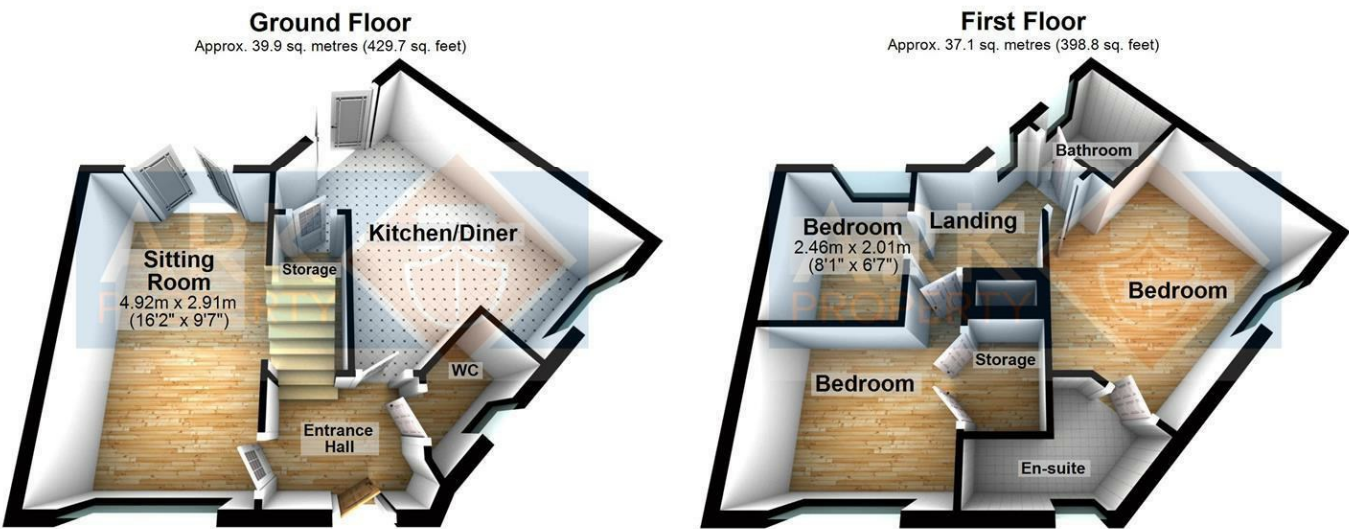 Ground Floor
Approx. 39.9 sq. metres (429.7 sq. feet)
Kitchen/Diner
Sitting
Room
4.92m x 2.91m
(16'2" x 9'7")
Storage
WC
Entrance
Hall
First Floor
Approx. 37.1 sq. metres (398.8 sq. feet)
Bathroom
Bedroom
2.46m x 2.01m
(8'1" x 6'7")
Landing
Bedroom
Storage
Bedroom
En-suite
ARK
PROPERTY